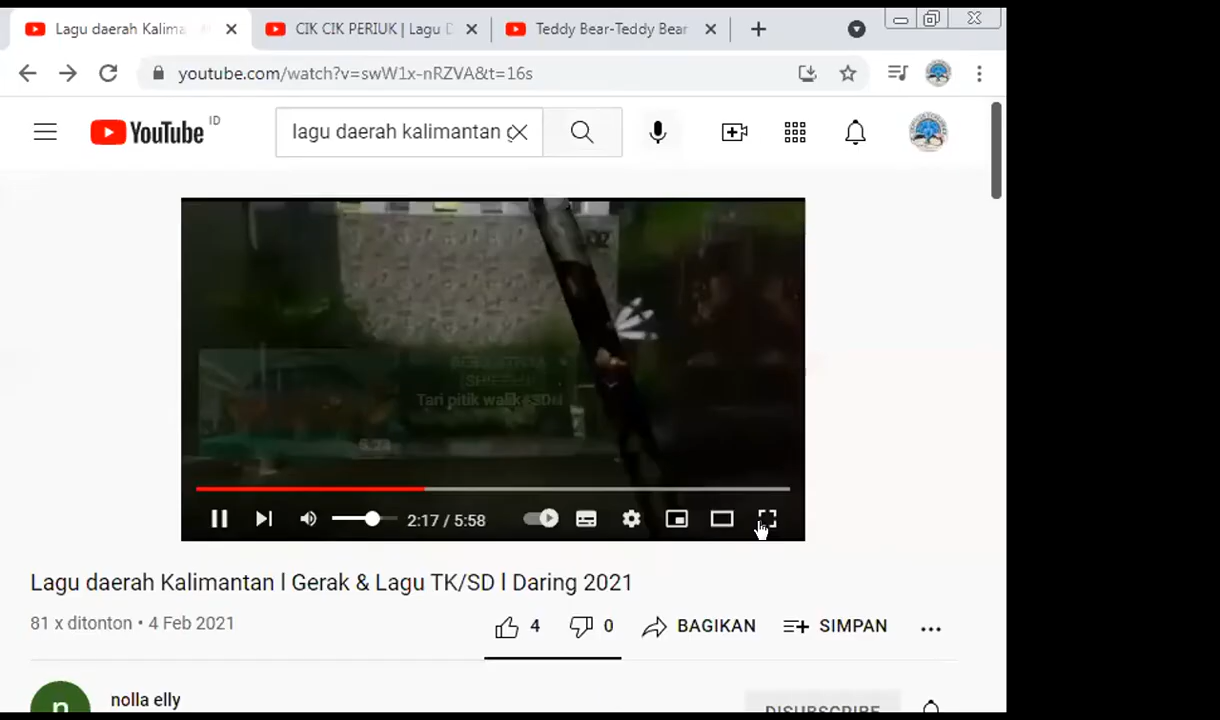 Lagu daerah Kalima
CIK CIK PERIUK | Lagu D
Teddy Bear-Teddy Bear
youtube.com/watch?v=swW1x-nRZVA&t=16s
YouTube ID
lagu daerah kalimantan
Tari pitik walik
2:17 / 5:58
Lagu daerah Kalimantan l Gerak & Lagu TK/SD l Daring 2021
81 x ditonton • 4 Feb 2021
4
0
BAGIKAN
SIMPAN
n
nolla elly
DISUBSCRIBE